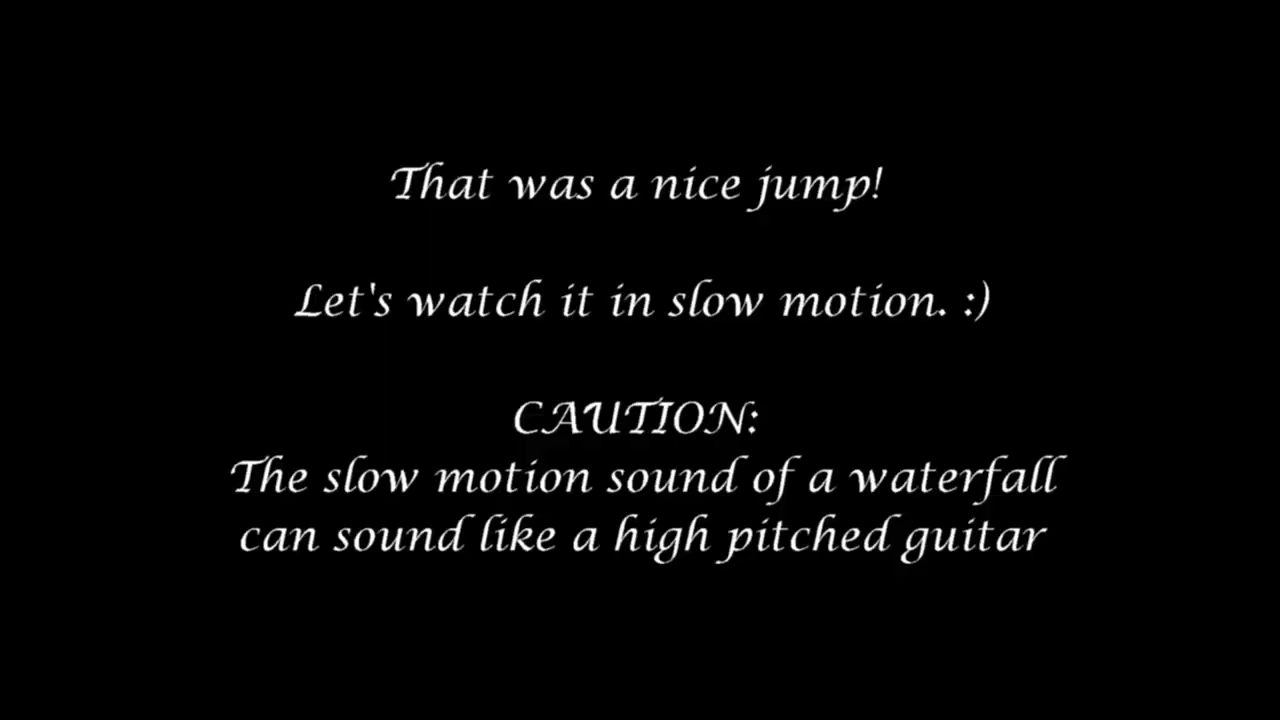 That was a nice jump!
Let's watch it in slow motion. :)
CAUTION:
The slow motion sound of a waterfall
can sound like a high pitched guitar